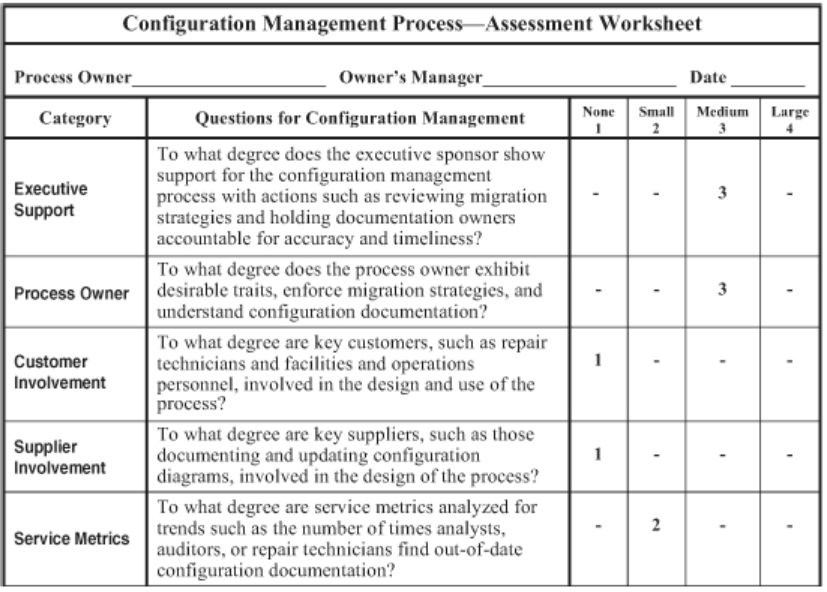 Configuration Management Process—Assessment Worksheet
Process Owner____________________ Owner's Manager____________________ Date ________
Category Questions for Configuration Management None Small Medium Large
1 2 3 4
Executive Support
To what degree does the executive sponsor show
support for the configuration management
process with actions such as reviewing migration
strategies and holding documentation owners
accountable for accuracy and timeliness?
- - 3 -
Process Owner
To what degree does the process owner exhibit
desirable traits, enforce migration strategies, and
understand configuration documentation?
- - 3 -
Customer
Involvement
To what degree are key customers, such as repair
technicians and facilities and operations
personnel, involved in the design and use of the
process?
1 - - -
Supplier
Involvement
To what degree are key suppliers, such as those
documenting and updating configuration
diagrams, involved in the design of the process?
1 - - -
Service Metrics
To what degree are service metrics analyzed for
trends such as the number of times analysts,
auditors, or repair technicians find out-of-date
configuration documentation?
- 2 - -